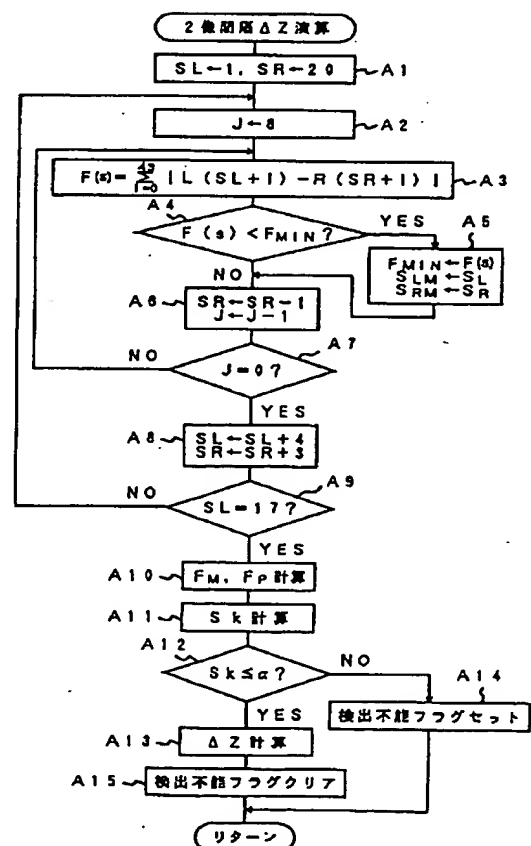 2像間隔ΔZ演算
SL←1, SR←20
A1
J←8
A2
F(s)=Σ|L(SL+I)-R(SR+I)|
A3
A4
F(s)<FMIN?
YES
A5
FMIN←F(s)
SLM←SL
SRM←SR
NO
A6
SR←SR-1
J←J-1
A7
NO
J=0?
YES
A8
SL←SL+4
SR←SR+3
A9
NO
SL=17?
YES
A10
FM, FP計算
A11
Sk計算
A12
Sk≤α?
NO
A14
検出不能フラグセット
YES
A13
ΔZ計算
A15
検出不能フラグクリア
リターン